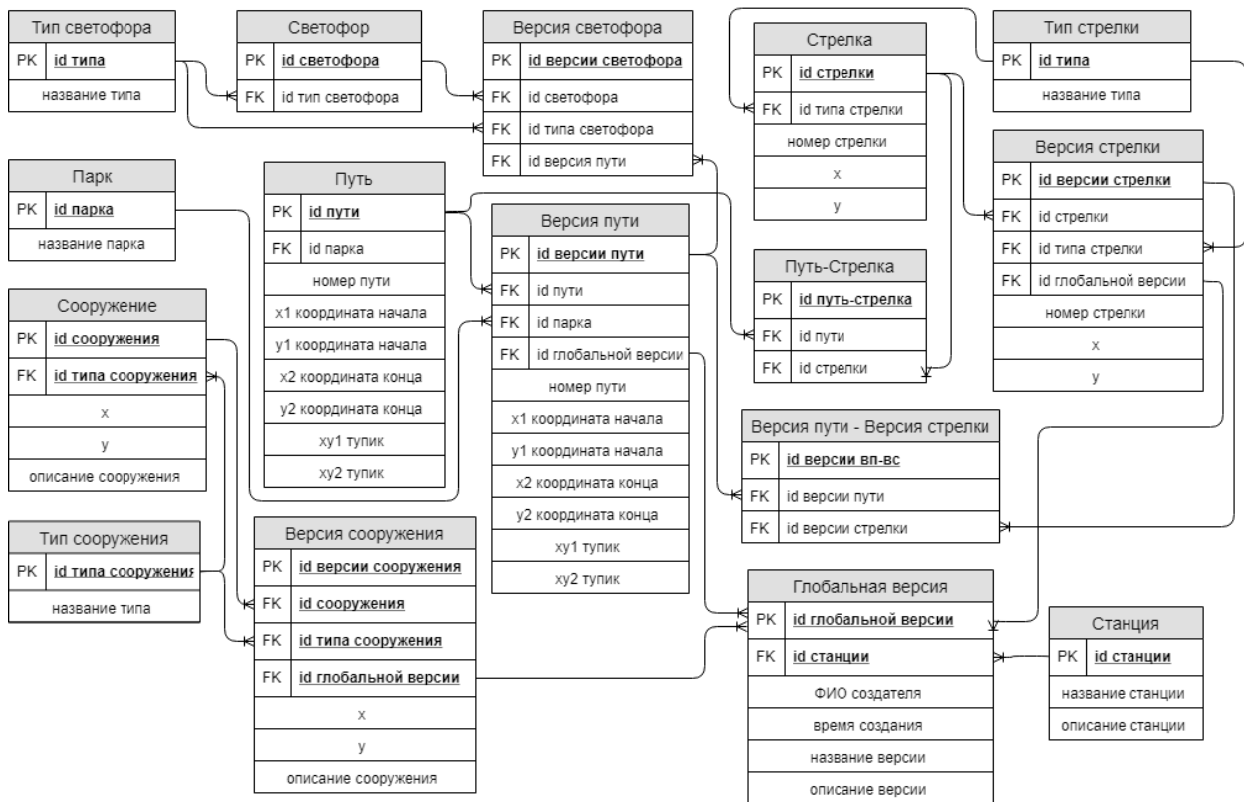 Тип светофора
PK id типа
название типа
Светофор
PK id светофора
FK id тип светофора
Версия светофора
PK id версии светофора
FK id светофора
FK id типа светофора
FK id версия пути
Стрелка
PK id стрелки
FK id типа стрелки
номер стрелки
x
y
Тип стрелки
PK id типа
название типа
Парк
PK id парка
название парка
Путь
PK id пути
FK id парка
номер пути
x1 координата начала
y1 координата начала
x2 координата конца
y2 координата конца
xy1 тупик
xy2 тупик
Версия пути
PK id версии пути
FK id пути
FK id парка
FK id глобальной версии
номер пути
x1 координата начала
y1 координата начала
x2 координата конца
y2 координата конца
xy1 тупик
xy2 тупик
Путь-Стрелка
PK id путь-стрелка
FK id пути
FK id стрелки
Версия стрелки
PK id версии стрелки
FK id стрелки
FK id типа стрелки
FK id глобальной версии
номер стрелки
x
y
Сооружение
PK id сооружения
FK id типа сооружения
x
y
описание сооружения
Версия пути - Версия стрелки
PK id версии вп-вс
FK id версии пути
FK id версии стрелки
Тип сооружения
PK id типа сооружения
название типа
Версия сооружения
PK id версии сооружения
FK id сооружения
FK id типа сооружения
FK id глобальной версии
x
y
описание сооружения
Глобальная версия
PK id глобальной версии
FK id станции
ФИО создателя
время создания
название версии
описание версии
Станция
PK id станции
название станции
описание станции